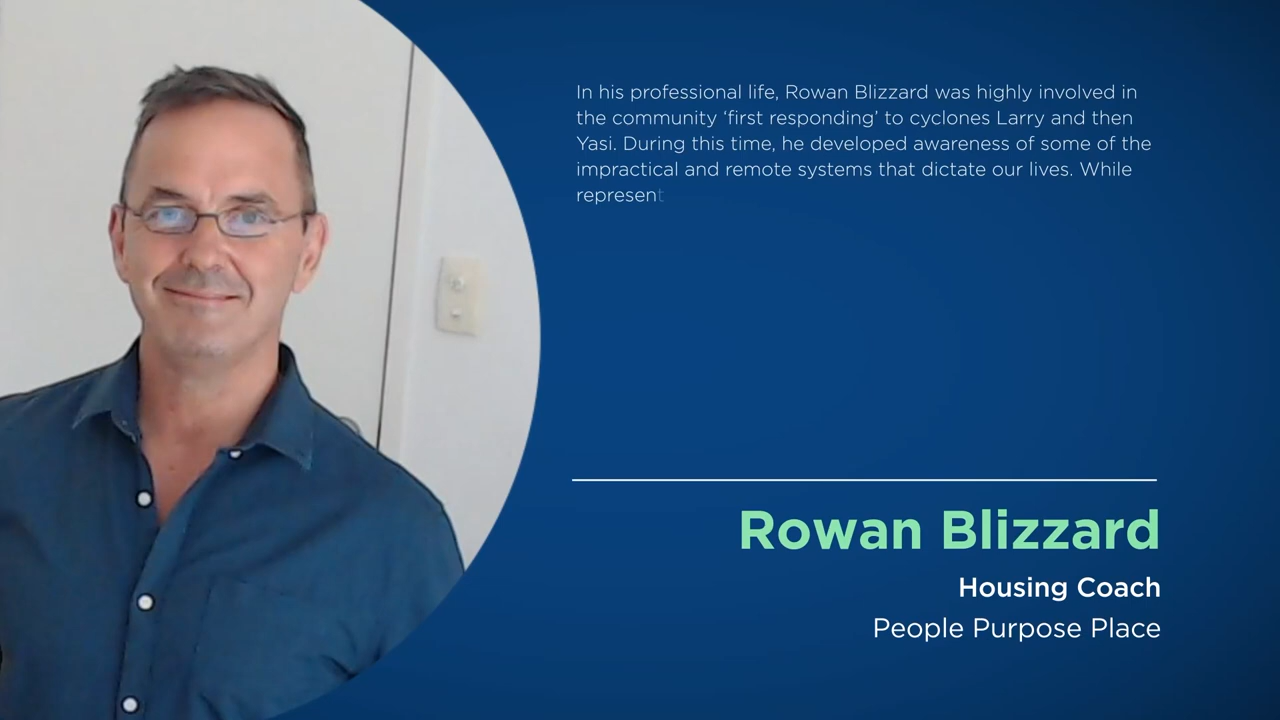 In his professional life, Rowan Blizzard was highly involved in
the community ‘first responding’ to cyclones Larry and then
Yasi. During this time, he developed awareness of some of the
impractical and remote systems that dictate our lives. While
represent
Rowan Blizzard
Housing Coach
People Purpose Place